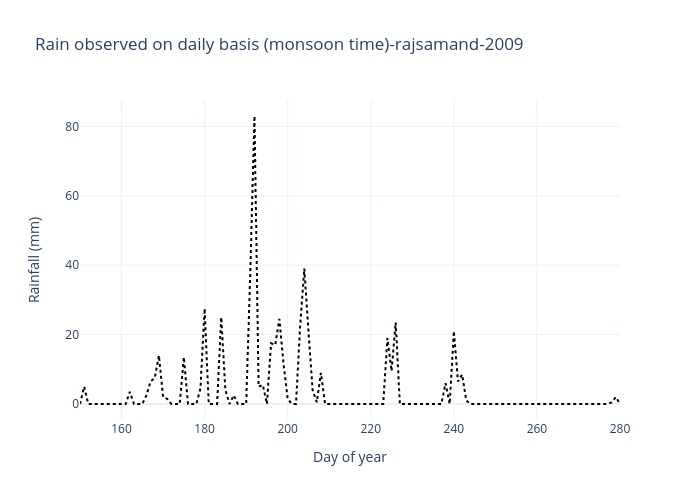 Rain observed on daily basis (monsoon time)-rajsamand-2009
Rainfall (mm)
80
60
40
20
0
160 180 200 220 240 260 280
Day of year